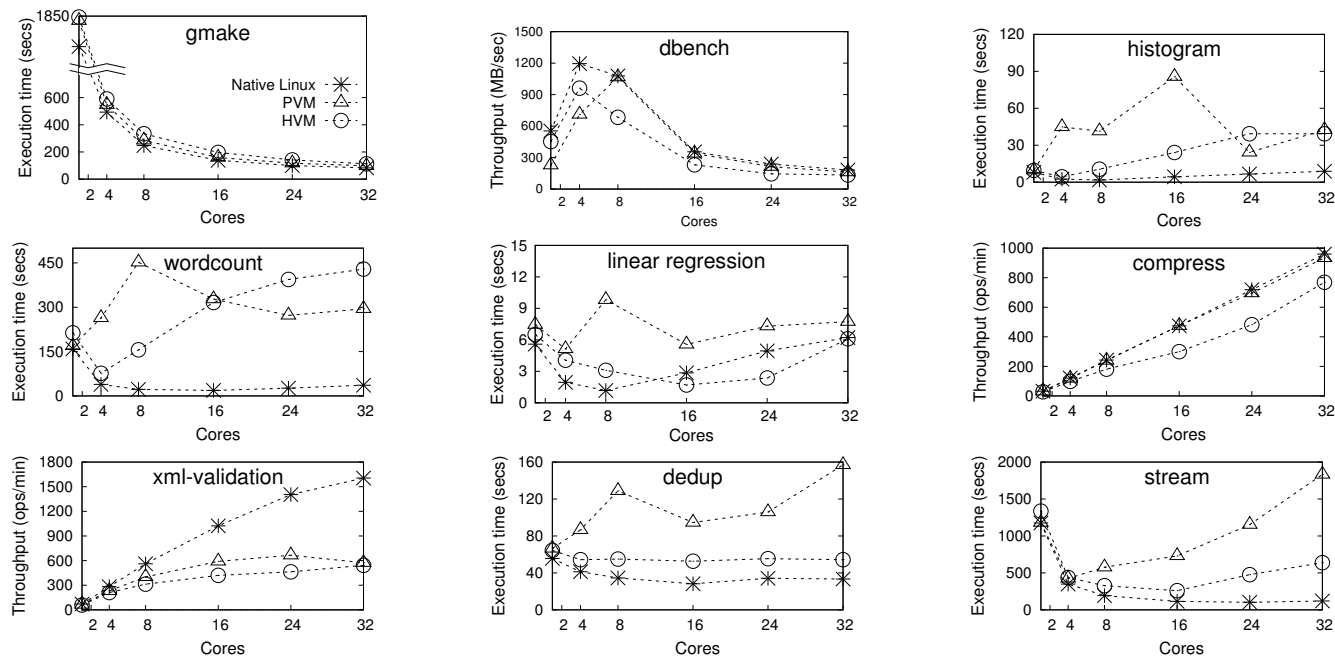 gmake
Execution time (secs)
1850
600
400
200
0
Native Linux
PVM
HVM
2 4 8 16 24 32
Cores
dbench
Throughput (MB/sec)
1500
1200
900
600
300
0
2 4 8 16 24 32
Cores
histogram
Execution time (secs)
120
90
60
30
0
2 4 8 16 24 32
Cores
wordcount
Execution time (secs)
450
300
150
0
2 4 8 16 24 32
Cores
linear regression
Execution time (secs)
15
12
9
6
3
0
2 4 8 16 24 32
Cores
compress
Throughput (ops/min)
1000
800
600
400
200
0
2 4 8 16 24 32
Cores
xml-validation
Throughput (ops/min)
1800
1500
1200
900
600
300
0
2 4 8 16 24 32
Cores
dedup
Execution time (secs)
160
120
80
40
0
2 4 8 16 24 32
Cores
stream
Execution time (secs)
2000
1500
1000
500
0
2 4 8 16 24 32
Cores